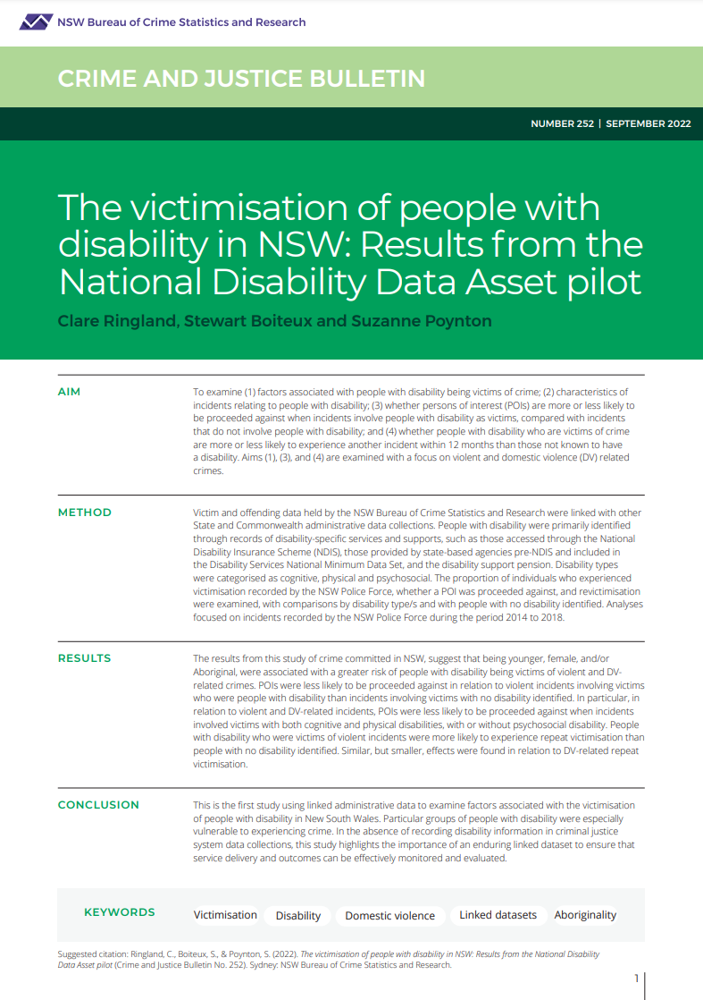 NSW Bureau of Crime Statistics and Research
CRIME AND JUSTICE BULLETIN
NUMBER 252 | SEPTEMBER 2022
The victimisation of people with
disability in NSW: Results from the
National Disability Data Asset pilot
Clare Ringland, Stewart Boiteux and Suzanne Poynton
AIM
To examine (1) factors associated with people with disability being victims of crime; (2) characteristics of
incidents relating to people with disability; (3) whether persons of interest (POIs) are more or less likely to
be proceeded against when incidents involve people with disability as victims, compared with incidents
that do not involve people with disability; and (4) whether people with disability who are victims of crime
are more or less likely to experience another incident within 12 months than those not known to have
a disability. Aims (1), (3), and (4) are examined with a focus on violent and domestic violence (DV) related
crimes.
METHOD
Victim and offending data held by the NSW Bureau of Crime Statistics and Research were linked with other
State and Commonwealth administrative data collections. People with disability were primarily identified
through records of disability-specific services and supports, such as those accessed through the National
Disability Insurance Scheme (NDIS), those provided by state-based agencies pre-NDIS and included in
the Disability Services National Minimum Data Set, and the disability support pension. Disability types
were categorised as cognitive, physical and psychosocial. The proportion of individuals who experienced
victimisation recorded by the NSW Police Force, whether a POI was proceeded against, and revictimisation
were examined, with comparisons by disability type/s and with people with no disability identified. Analyses
focused on incidents recorded by the NSW Police Force during the period 2014 to 2018.
RESULTS
The results from this study of crime committed in NSW, suggest that being younger, female, and/or
Aboriginal, were associated with a greater risk of people with disability being victims of violent and DV-
related crimes. POIs were less likely to be proceeded against in relation to violent incidents involving victims
who were people with disability than incidents involving victims with no disability identified. In particular, in
relation to violent and DV-related incidents, POIs were less likely to be proceeded against when incidents
involved victims with both cognitive and physical disabilities, with or without psychosocial disability. People
with disability who were victims of violent incidents were more likely to experience repeat victimisation than
people with no disability identified. Similar, but smaller, effects were found in relation to DV-related repeat
victimisation.
CONCLUSION
This is the first study using linked administrative data to examine factors associated with the victimisation
of people with disability in New South Wales. Particular groups of people with disability were especially
vulnerable to experiencing crime. In the absence of recording disability information in criminal justice
system data collections, this study highlights the importance of an enduring linked dataset to ensure that
service delivery and outcomes can be effectively monitored and evaluated.
KEYWORDS
Victimisation Disability Domestic violence Linked datasets Aboriginality
Suggested citation: Ringland, C., Boiteux, S., & Poynton, S. (2022). The victimisation of people with disability in NSW: Results from the National Disability
Data Asset pilot (Crime and Justice Bulletin No. 252). Sydney: NSW Bureau of Crime Statistics and Research.
1